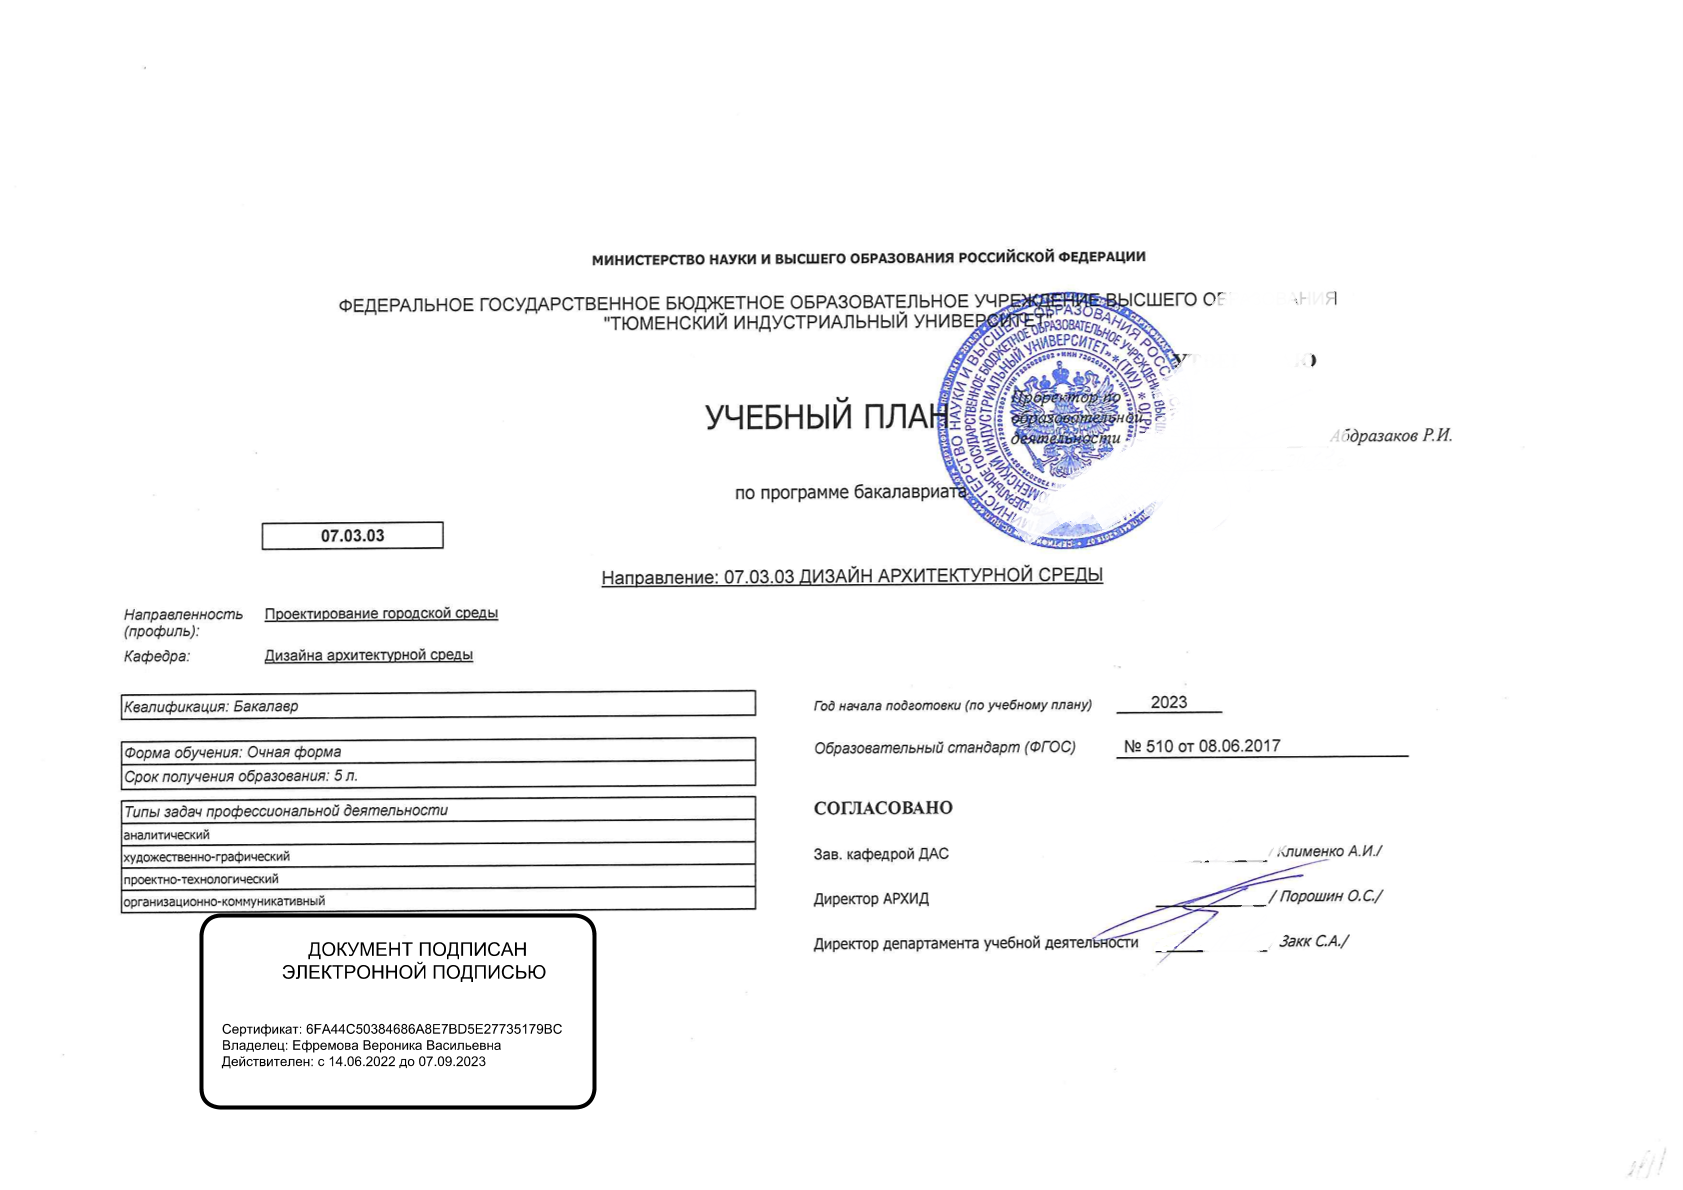 МИНИСТЕРСТВО НАУКИ И ВЫСШЕГО ОБРАЗОВАНИЯ РОССИЙСКОЙ ФЕДЕРАЦИИ
ФЕДЕРАЛЬНОЕ ГОСУДАРСТВЕННОЕ БЮДЖЕТНОЕ ОБРАЗОВАТЕЛЬНОЕ УЧРЕЖДЕНИЕ ВЫСШЕГО
"ТЮМЕНСКИЙ ИНДУСТРИАЛЬНЫЙ УНИВЕРСИТЕТ"
УЧЕБНЫЙ ПЛАН
Проректор по
образовательной
деятельности
Абдразаков Р.И.
по программе бакалавриата
07.03.03
Направление: 07.03.03 ДИЗАЙН АРХИТЕКТУРНОЙ СРЕДЫ
Направленность
(профиль):
Проектирование городской среды
Кафедра:
Дизайна архитектурной среды
Квалификация: Бакалавр
Форма обучения: Очная форма
Срок получения образования: 5 л.
Типы задач профессиональной деятельности
аналитический
художественно-графический
проектно-технологический
организационно-коммуникативный
Год начала подготовки (по учебному плану) 2023
Образовательный стандарт (ФГОС) № 510 от 08.06.2017
СОГЛАСОВАНО
Зав. кафедрой ДАС / Клименко А.И./
Директор АРХИД / Порошин О.С./
Директор департамента учебной деятельности Закк С.А./
ДОКУМЕНТ ПОДПИСАН
ЭЛЕКТРОННОЙ ПОДПИСЬЮ
Сертификат: 6FA44C50384686A8E7BD5E27735179BC
Владелец: Ефремова Вероника Васильевна
Действителен: с 14.06.2022 до 07.09.2023